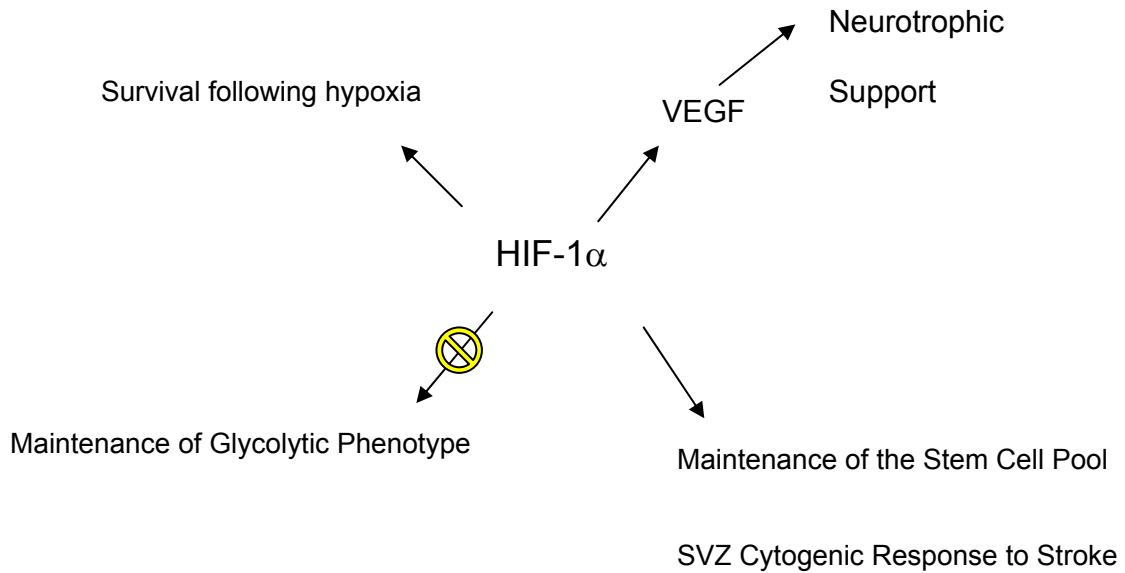 Neurotrophic
Support
Survival following hypoxia
VEGF
HIF-1α
Maintenance of Glycolytic Phenotype
Maintenance of the Stem Cell Pool
SVZ Cytogenic Response to Stroke